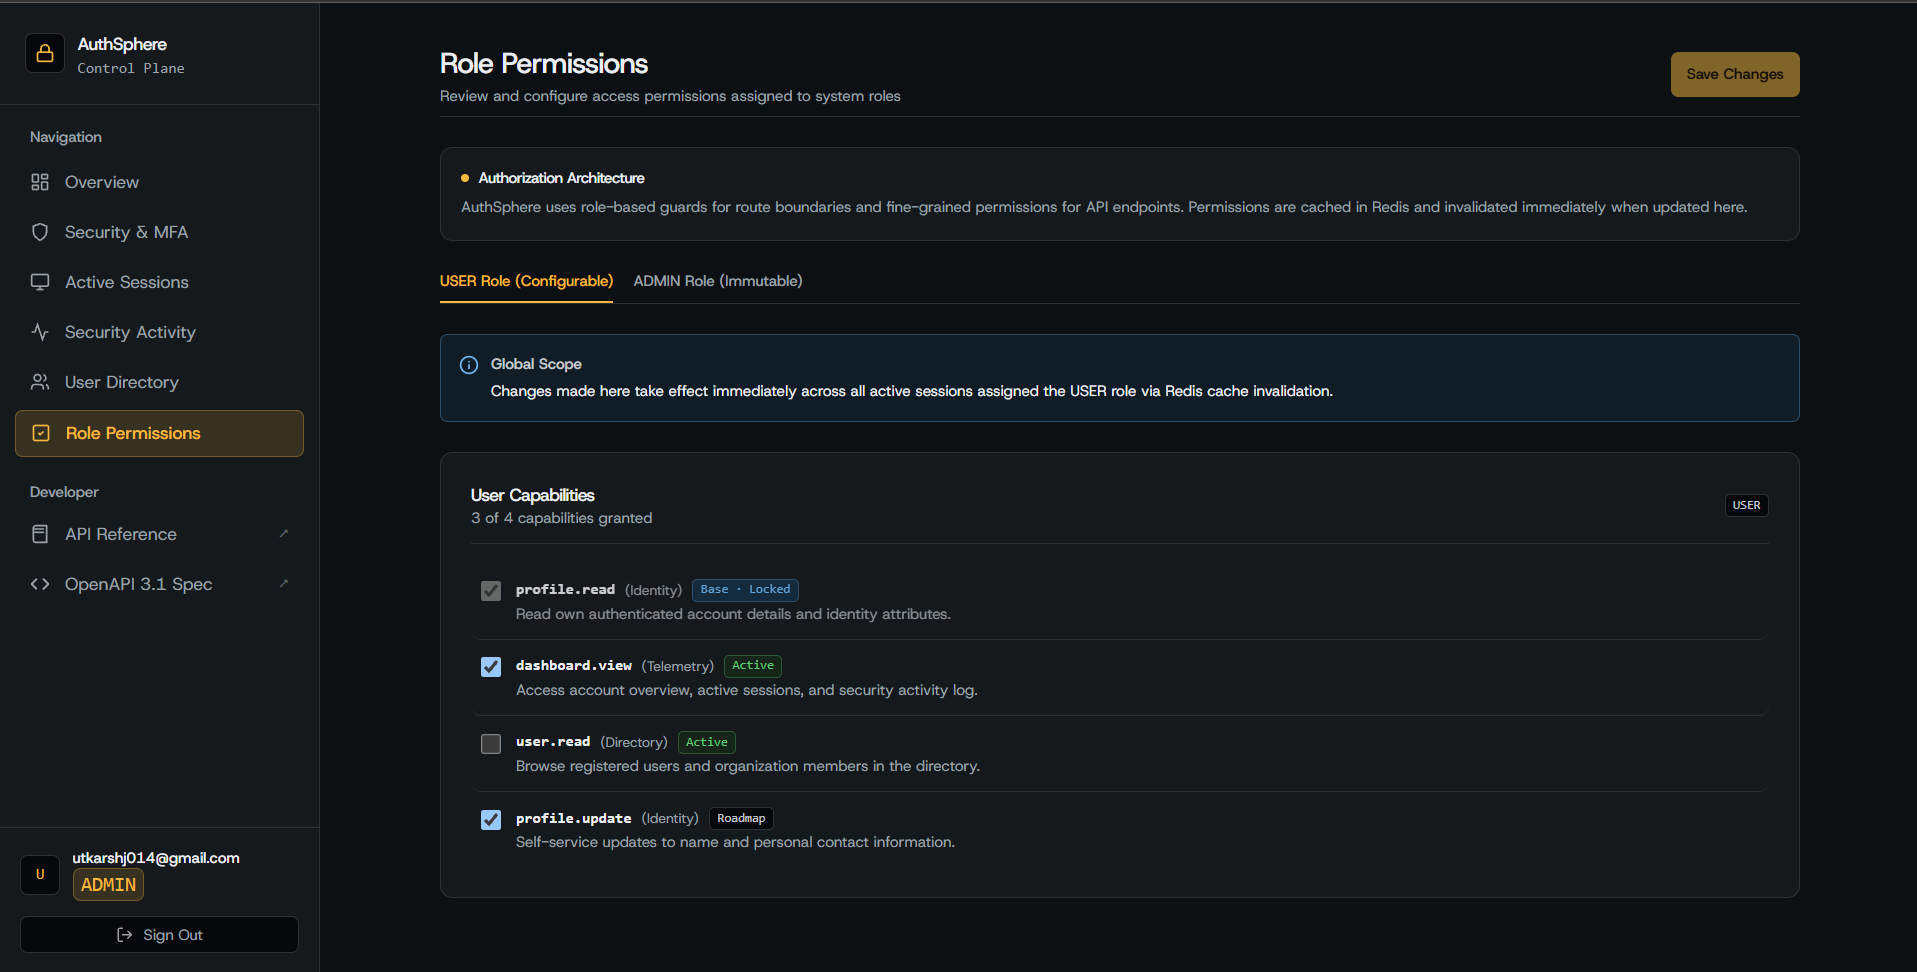 AuthSphere
Control Plane
Navigation
Overview
Security & MFA
Active Sessions
Security Activity
User Directory
Role Permissions
Developer
API Reference
OpenAPI 3.1 Spec
U
utkarshj014@gmail.com
ADMIN
Sign Out
Role Permissions
Review and configure access permissions assigned to system roles
Save Changes
Authorization Architecture
AuthSphere uses role-based guards for route boundaries and fine-grained permissions for API endpoints. Permissions are cached in Redis and invalidated immediately when updated here.
USER Role (Configurable) ADMIN Role (Immutable)
Global Scope
Changes made here take effect immediately across all active sessions assigned the USER role via Redis cache invalidation.
User Capabilities
3 of 4 capabilities granted
USER
profile.read (Identity) Base · Locked
Read own authenticated account details and identity attributes.
dashboard.view (Telemetry) Active
Access account overview, active sessions, and security activity log.
user.read (Directory) Active
Browse registered users and organization members in the directory.
profile.update (Identity) Roadmap
Self-service updates to name and personal contact information.